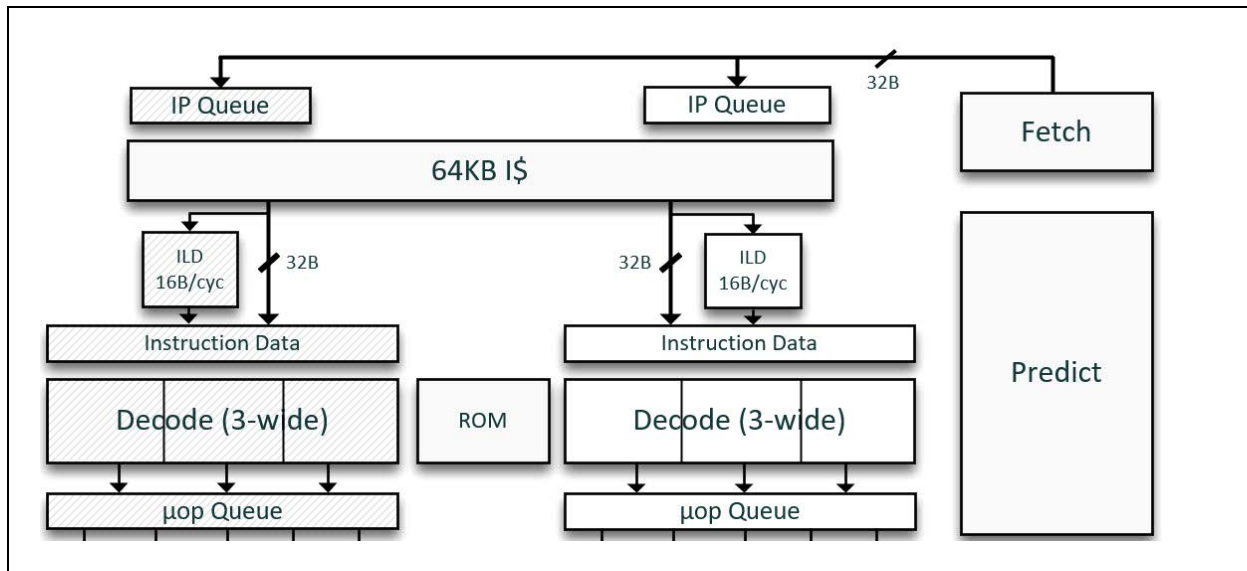 32B
IP Queue
IP Queue
Fetch
64KB I$
ILD
16B/cyc
32B
32B
ILD
16B/cyc
Instruction Data
Instruction Data
Predict
Decode (3-wide)
ROM
Decode (3-wide)
μop Queue
μop Queue